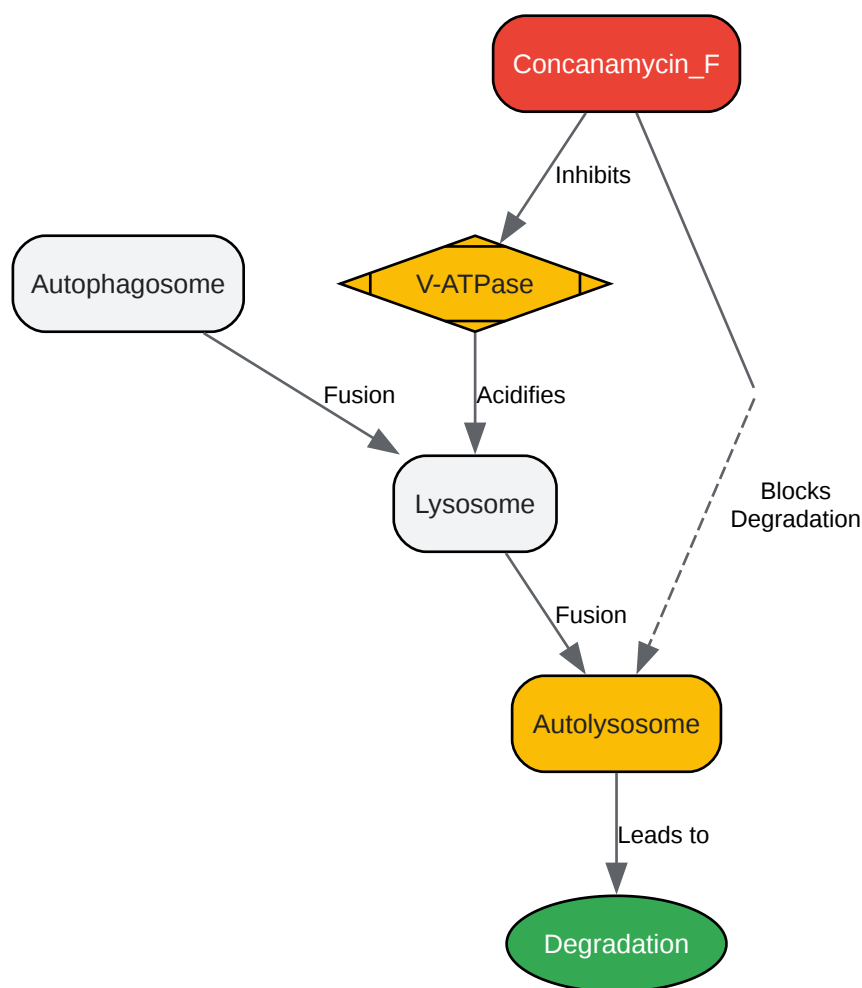 Concanamycin_F
Inhibits
Autophagosome
V-ATPase
Fusion
Acidifies
Blocks
Degradation
Lysosome
Fusion
Autolysosome
Leads to
Degradation